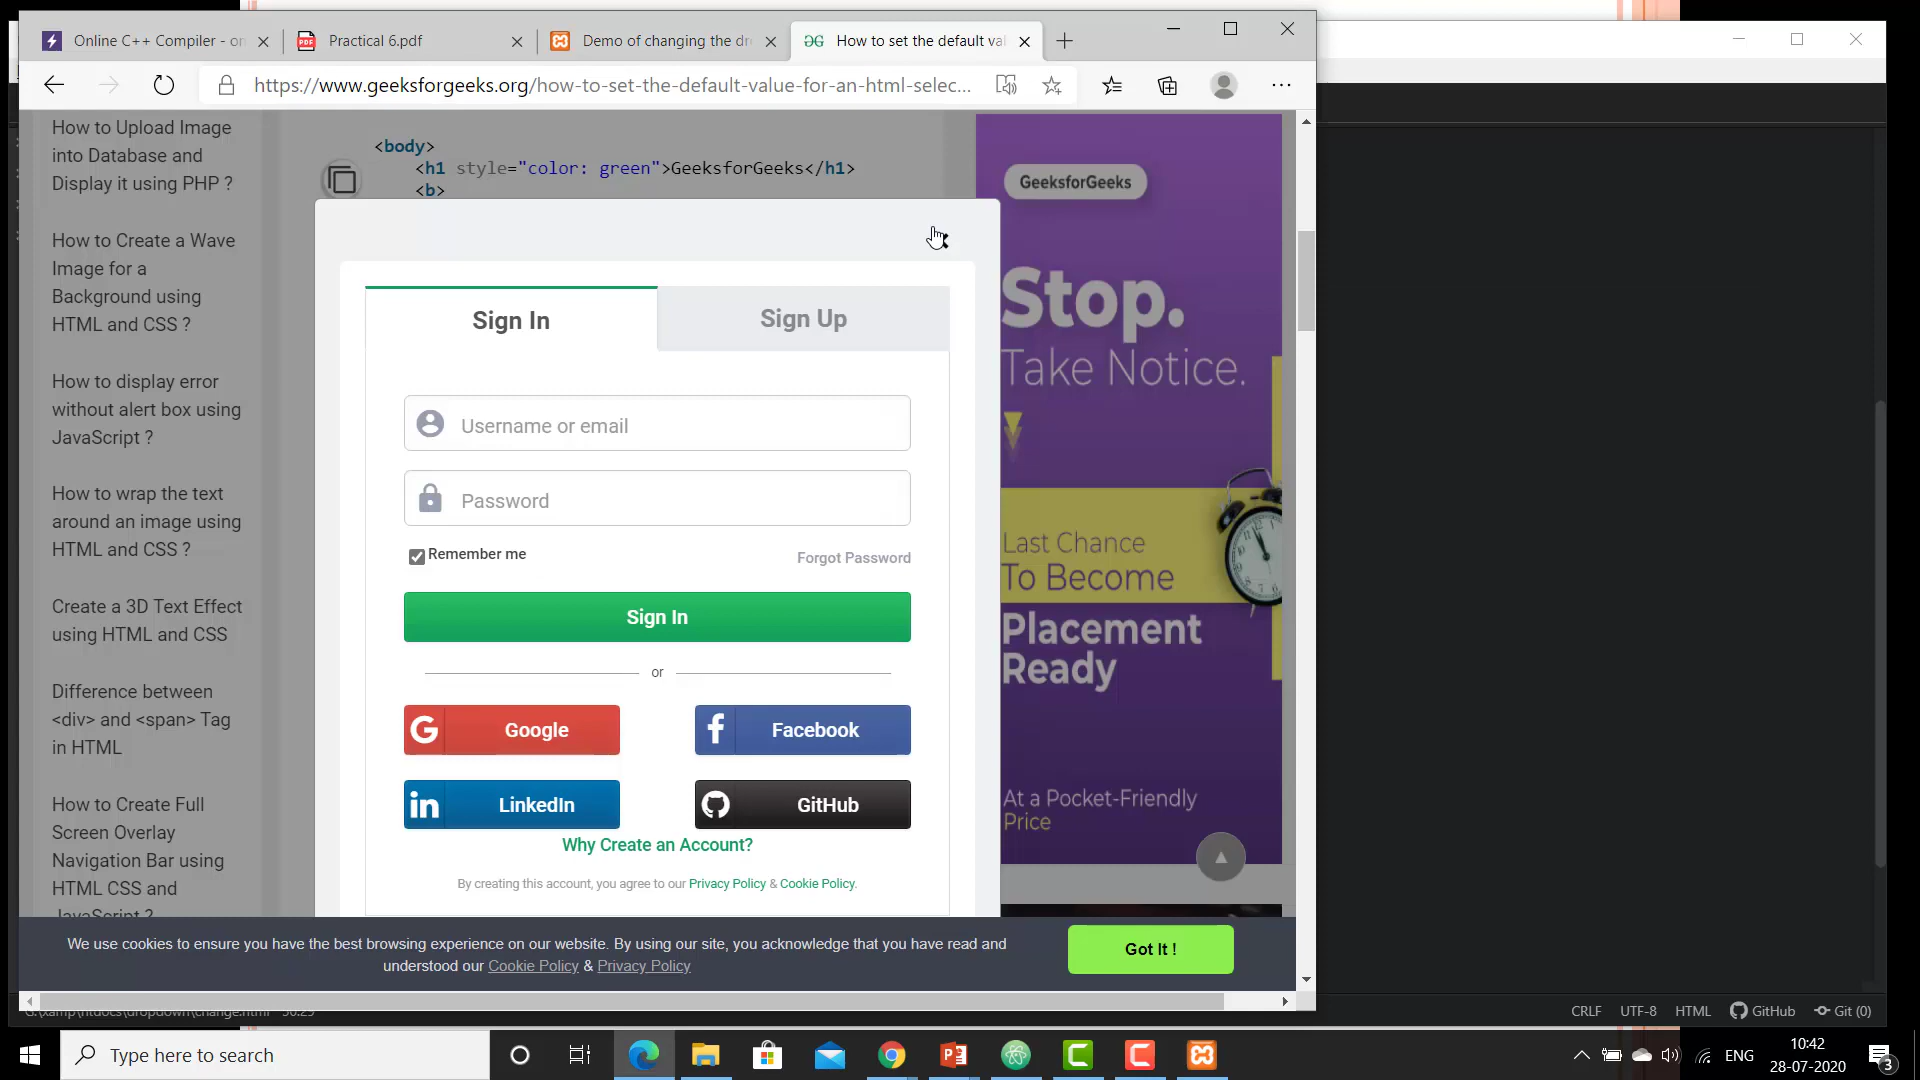 Online C++ Compiler - on
Practical 6.pdf
Demo of changing the dr
How to set the default val
https://www.geeksforgeeks.org/how-to-set-the-default-value-for-an-html-selec...
How to Upload Image
into Database and
Display it using PHP ?
How to Create a Wave
Image for a
Background using
HTML and CSS ?
How to display error
without alert box using
JavaScript ?
How to wrap the text
around an image using
HTML and CSS ?
Create a 3D Text Effect
using HTML and CSS
Difference between
<div> and <span> Tag
in HTML
How to Create Full
Screen Overlay
Navigation Bar using
HTML CSS and
JavaScript ?
<body>
<h1 style="color: green">GeeksforGeeks</h1>
<b>
Sign In
Sign Up
Username or email
Password
Remember me
Forgot Password
Sign In
or
Google
Facebook
LinkedIn
GitHub
Why Create an Account?
By creating this account, you agree to our Privacy Policy & Cookie Policy.
GeeksforGeeks
Stop.
Take Notice.
Last Chance
To Become
Placement
Ready
At a Pocket-Friendly
Price
We use cookies to ensure you have the best browsing experience on our website. By using our site, you acknowledge that you have read and
understood our Cookie Policy & Privacy Policy
Got It !
G:\xamp\htdocs\dropdown\change.html 50:29
CRLF UTF-8 HTML GitHub Git (0)
Type here to search
ENG
10:42
28-07-2020
3